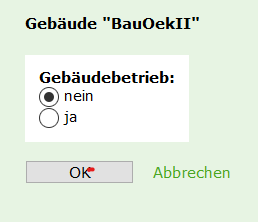 Gebäude "BauOekII"
Gebäudebetrieb:
nein
ja
OK
Abbrechen